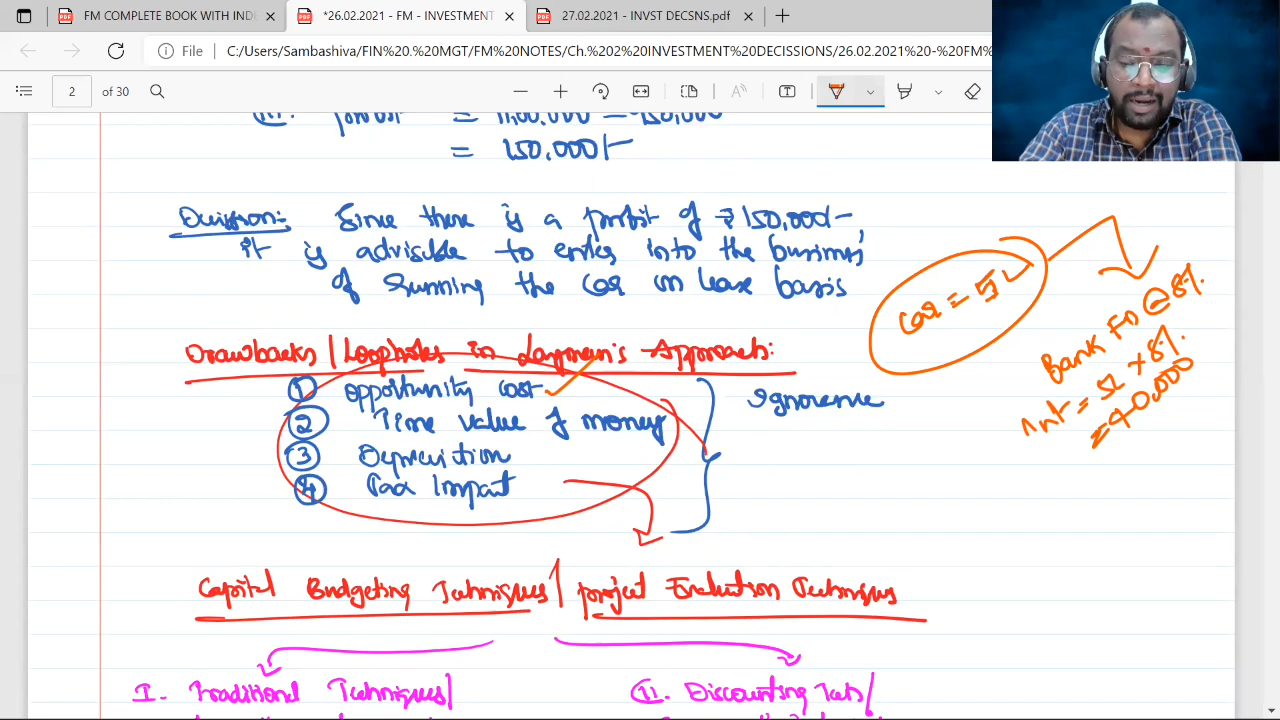 FM COMPLETE BOOK WITH INDE
*26.02.2021 - FM - INVESTMENT
27.02.2021 - INVST DECSNS.pdf
File
C:/Users/Sambashiva/FIN%20.%20MGT/FM%20NOTES/Ch.%202%20INVESTMENT%20DECISSIONS/26.02.2021%20-%20FM%
2
of 30
= 150,000/-
Decission:- Since there is a profit of ₹150,000/-,
it is advisable to enter into the business
of running the car on lease basis
car = 5L
Bank FD @ 8%
Int = 5L x 8%
= 40,000
Drawbacks/Loopholes in Layman's Approach:
① opportunity cost
② Time value of money
③ Depreciation
④ Tax Impact
Ignorence
Capital Budgeting Techniques / project Evaluation Techniques
I. Traditional Techniques/
II. Discounting Tech/